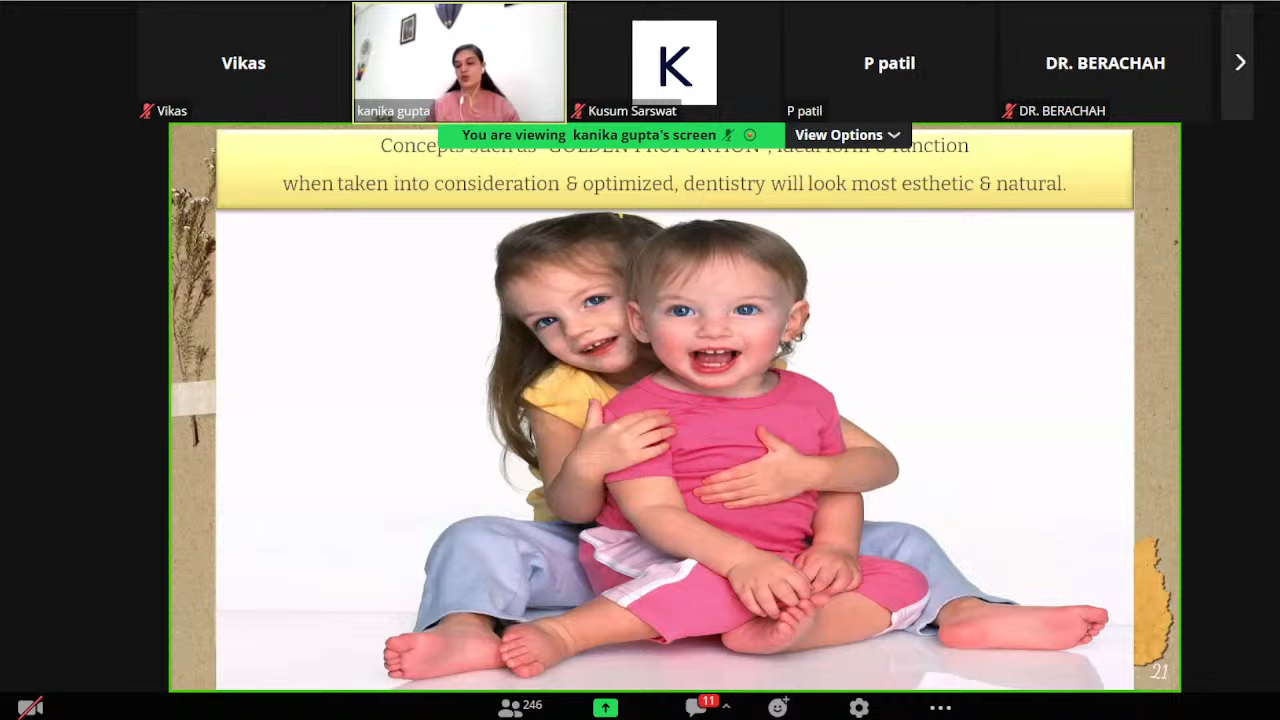 Vikas
K
P patil
DR. BERACHAH
Vikas
kanika gupta
Kusum Sarswat
P patil
DR. BERACHAH
You are viewing kanika gupta's screen
View Options
Concepts such as "GOLDEN PROPORTION", ideal form & function
when taken into consideration & optimized, dentistry will look most esthetic & natural.
21
246
11